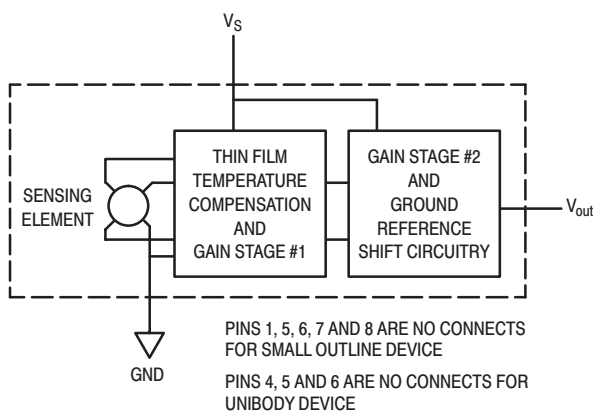 V_S
SENSING
ELEMENT
THIN FILM
TEMPERATURE
COMPENSATION
AND
GAIN STAGE #1
GAIN STAGE #2
AND
GROUND
REFERENCE
SHIFT CIRCUITRY
V_out
GND
PINS 1, 5, 6, 7 AND 8 ARE NO CONNECTS
FOR SMALL OUTLINE DEVICE
PINS 4, 5 AND 6 ARE NO CONNECTS FOR
UNIBODY DEVICE